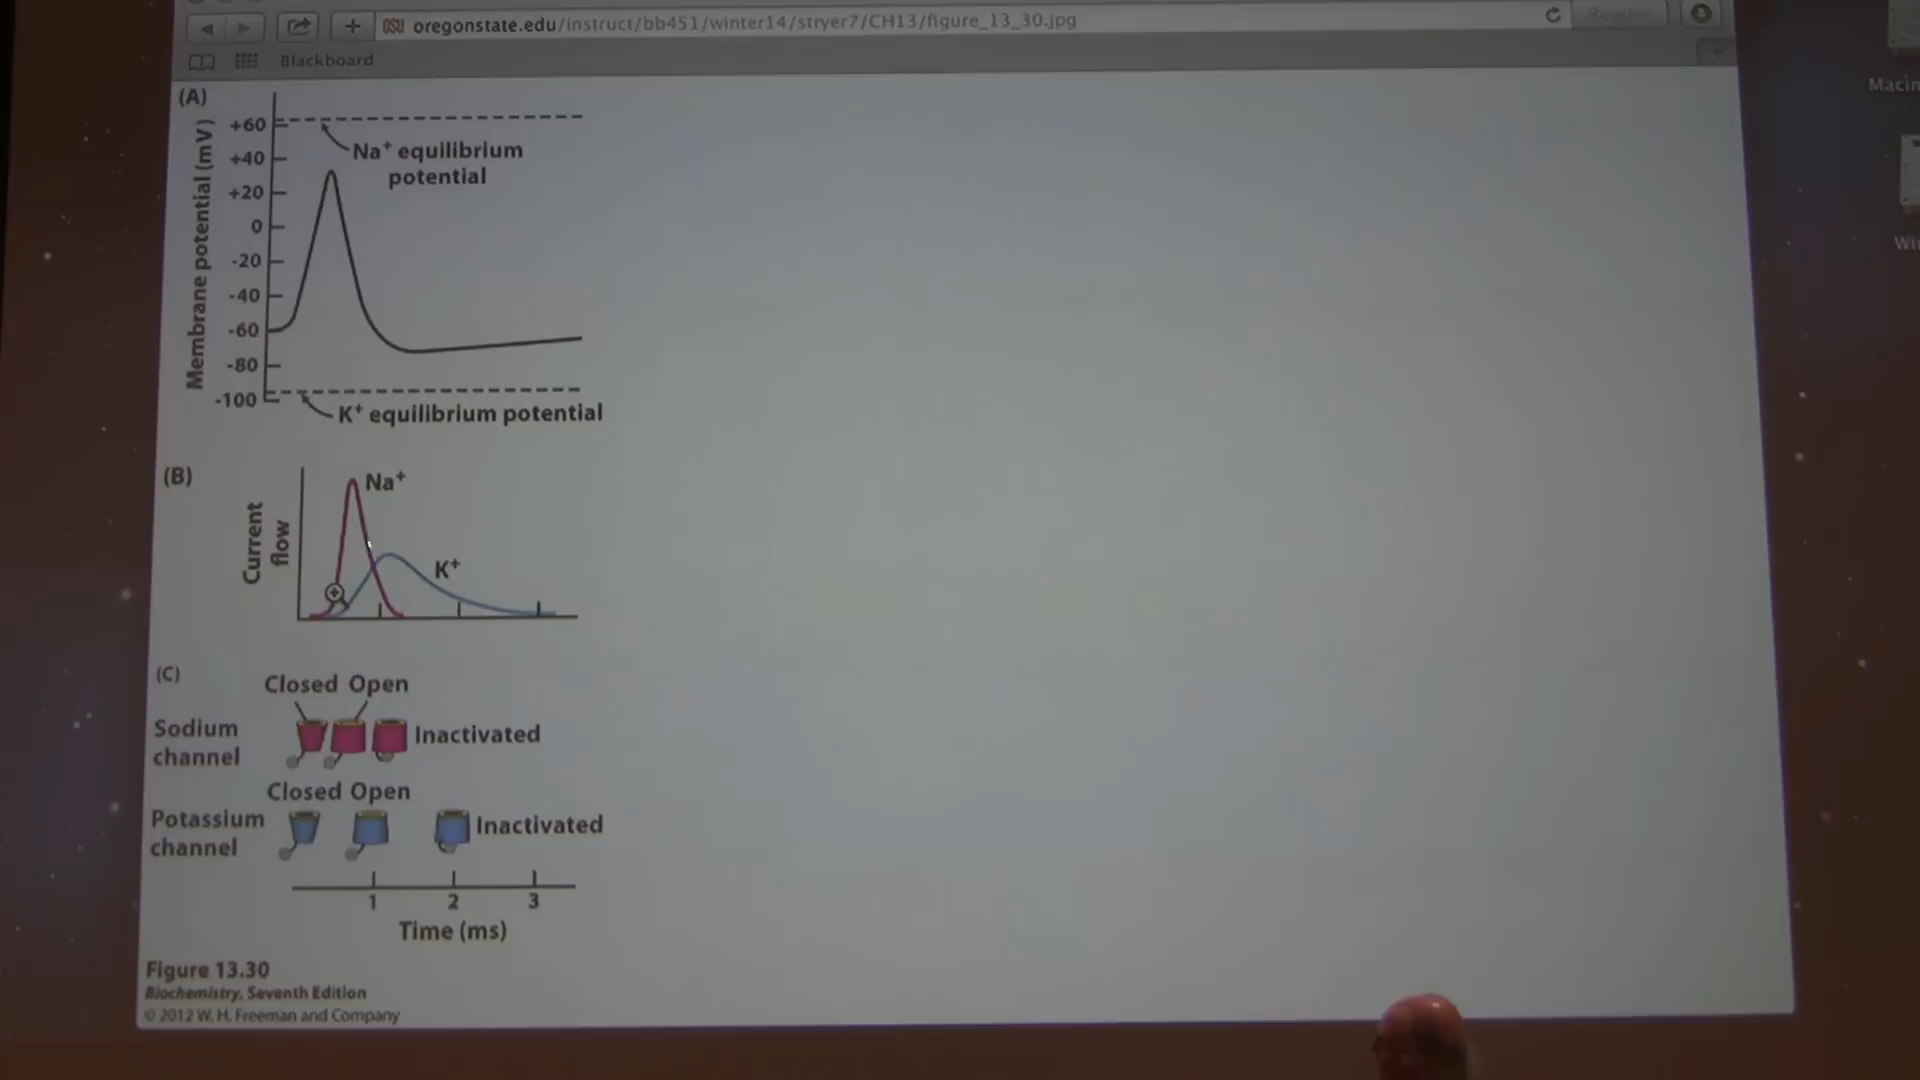 oregonstate.edu/instruct/bb451/winter14/stryer7/CH13/figure_13_30.jpg
Reader
Blackboard
(A)
Membrane potential (mV)
+60
+40
+20
0
-20
-40
-60
-80
-100
Na+ equilibrium
potential
K+ equilibrium potential
(B)
Current
flow
Na+
K+
(C)
Closed Open
Sodium
channel
Inactivated
Closed Open
Potassium
channel
Inactivated
1 2 3
Time (ms)
Figure 13.30
Biochemistry, Seventh Edition
© 2012 W. H. Freeman and Company
Macin